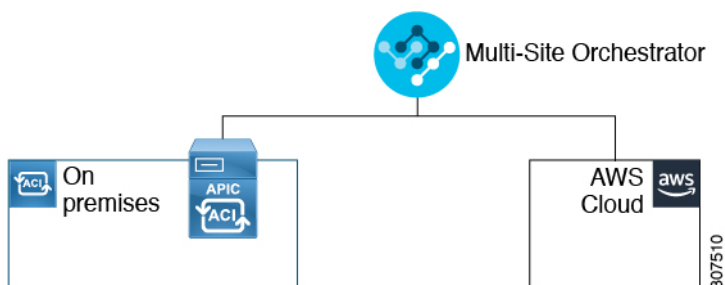 Multi-Site Orchestrator
ACI
On
premises
APIC
ACI
AWS
Cloud
aws
307510